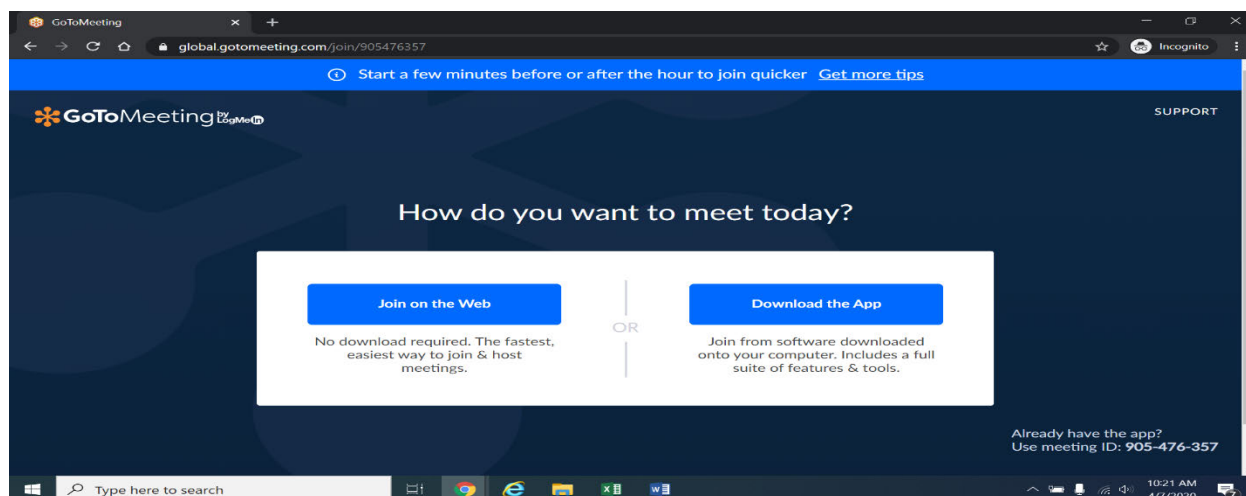 GoToMeeting
global.gotomeeting.com/join/905476357
Incognito
Start a few minutes before or after the hour to join quicker Get more tips
GoToMeeting by LogMeIn
SUPPORT
How do you want to meet today?
Join on the Web
No download required. The fastest,
easiest way to join & host
meetings.
OR
Download the App
Join from software downloaded
onto your computer. Includes a full
suite of features & tools.
Already have the app?
Use meeting ID: 905-476-357
Type here to search
10:21 AM